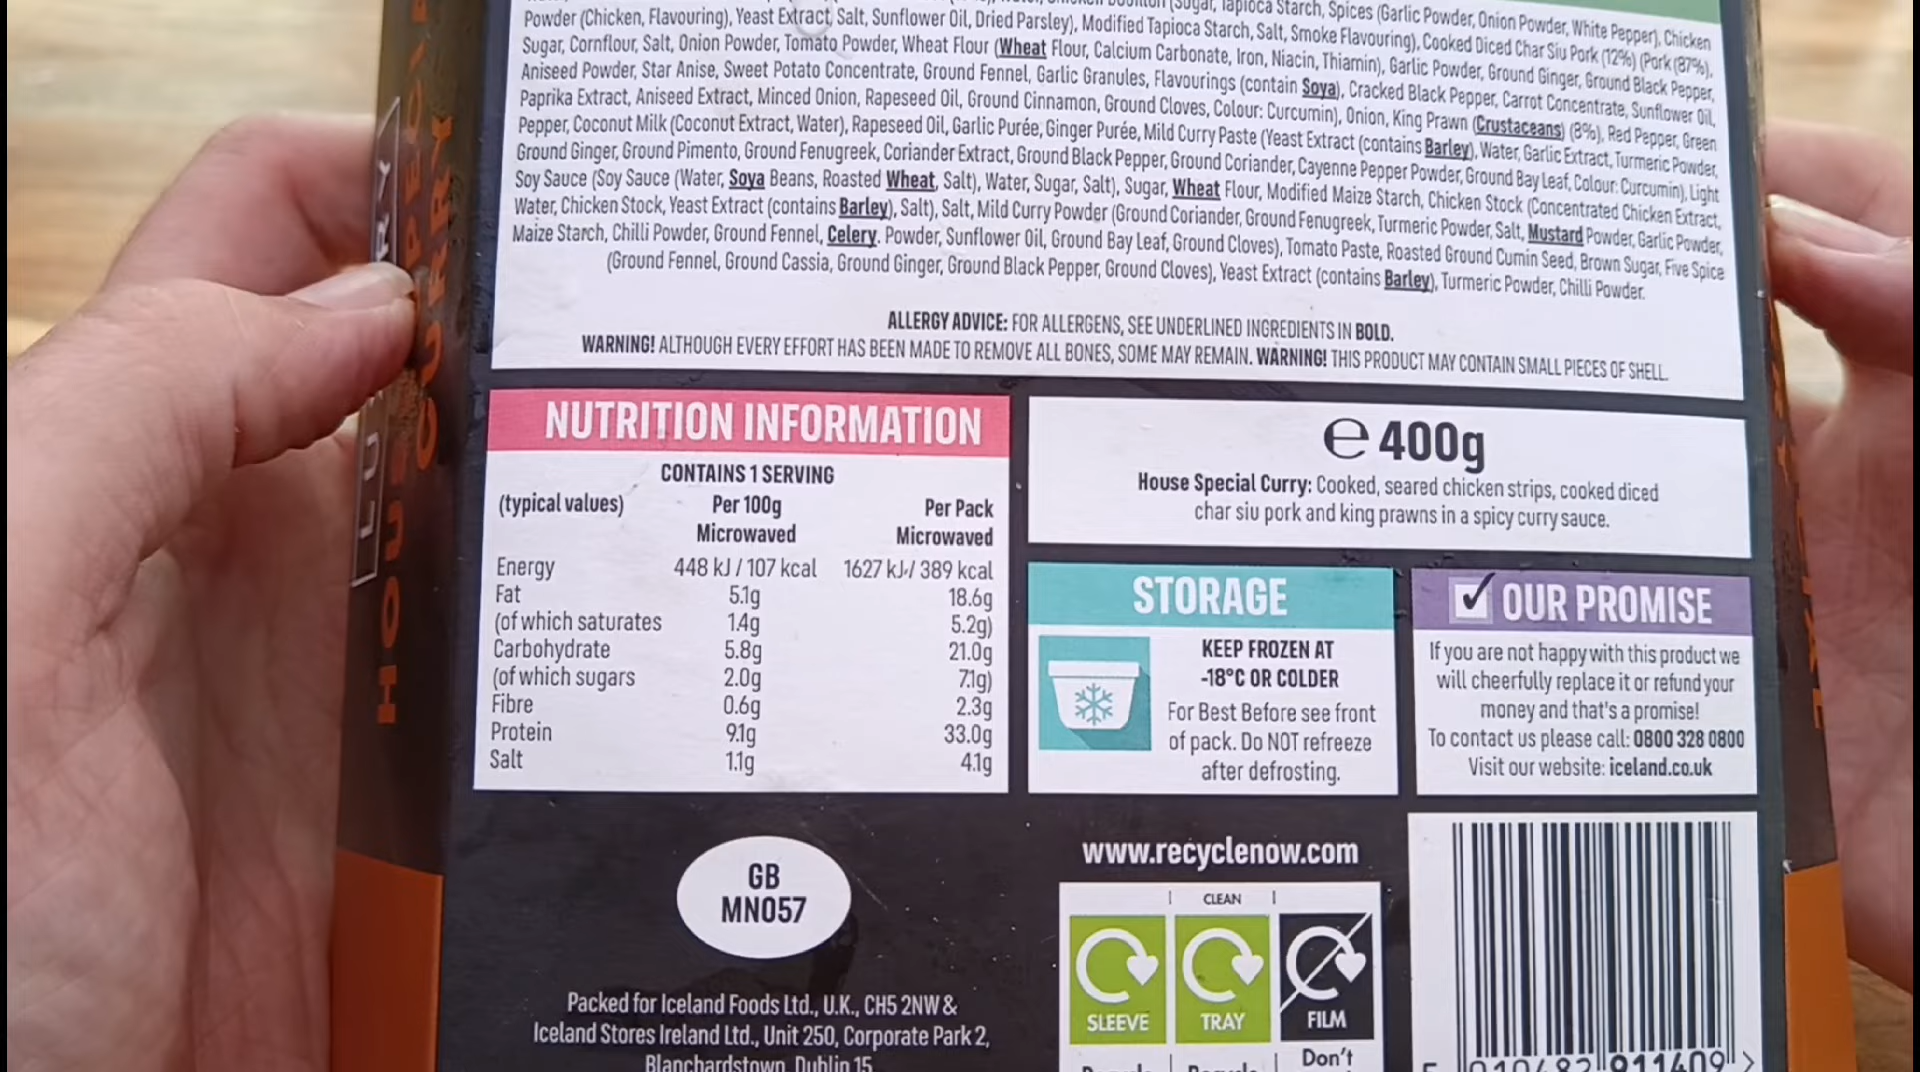 (Sugar, Tapioca Starch, Spices (Garlic Powder, Onion Powder, White Pepper), Chicken
Powder (Chicken, Flavouring), Yeast Extract, Salt, Sunflower Oil, Dried Parsley), Modified Tapioca Starch, Salt, Smoke Flavouring), Cooked Diced Char Siu Pork (12%) (Pork (87%),
Sugar, Cornflour, Salt, Onion Powder, Tomato Powder, Wheat Flour (Wheat Flour, Calcium Carbonate, Iron, Niacin, Thiamin), Garlic Powder, Ground Ginger, Ground Black Pepper,
Aniseed Powder, Star Anise, Sweet Potato Concentrate, Ground Fennel, Garlic Granules, Flavourings (contain Soya), Cracked Black Pepper, Carrot Concentrate, Sunflower Oil,
Paprika Extract, Aniseed Extract, Minced Onion, Rapeseed Oil, Ground Cinnamon, Ground Cloves, Colour: Curcumin), Onion, King Prawn (Crustaceans) (8%), Red Pepper, Green
Pepper, Coconut Milk (Coconut Extract, Water), Rapeseed Oil, Garlic Purée, Ginger Purée, Mild Curry Paste (Yeast Extract (contains Barley), Water, Garlic Extract, Turmeric Powder,
Ground Ginger, Ground Pimento, Ground Fenugreek, Coriander Extract, Ground Black Pepper, Ground Coriander, Cayenne Pepper Powder, Ground Bay Leaf, Colour: Curcumin), Light
Soy Sauce (Soy Sauce (Water, Soya Beans, Roasted Wheat, Salt), Water, Sugar, Salt), Sugar, Wheat Flour, Modified Maize Starch, Chicken Stock (Concentrated Chicken Extract,
Water, Chicken Stock, Yeast Extract (contains Barley), Salt), Salt, Mild Curry Powder (Ground Coriander, Ground Fenugreek, Turmeric Powder, Salt, Mustard Powder, Garlic Powder,
Maize Starch, Chilli Powder, Ground Fennel, Celery. Powder, Sunflower Oil, Ground Bay Leaf, Ground Cloves), Tomato Paste, Roasted Ground Cumin Seed, Brown Sugar, Five Spice
(Ground Fennel, Ground Cassia, Ground Ginger, Ground Black Pepper, Ground Cloves), Yeast Extract (contains Barley), Turmeric Powder, Chilli Powder.
ALLERGY ADVICE: FOR ALLERGENS, SEE UNDERLINED INGREDIENTS IN BOLD.
WARNING! ALTHOUGH EVERY EFFORT HAS BEEN MADE TO REMOVE ALL BONES, SOME MAY REMAIN. WARNING! THIS PRODUCT MAY CONTAIN SMALL PIECES OF SHELL.
NUTRITION INFORMATION
CONTAINS 1 SERVING
(typical values) Per 100g Per Pack
Microwaved Microwaved
Energy 448 kJ / 107 kcal 1627 kJ / 389 kcal
Fat 5.1g 18.6g
(of which saturates 1.4g 5.2g)
Carbohydrate 5.8g 21.0g
(of which sugars 2.0g 7.1g)
Fibre 0.6g 2.3g
Protein 9.1g 33.0g
Salt 1.1g 4.1g
e 400g
House Special Curry: Cooked, seared chicken strips, cooked diced
char siu pork and king prawns in a spicy curry sauce.
STORAGE
KEEP FROZEN AT
-18°C OR COLDER
For Best Before see front
of pack. Do NOT refreeze
after defrosting.
OUR PROMISE
If you are not happy with this product we
will cheerfully replace it or refund your
money and that's a promise!
To contact us please call: 0800 328 0800
Visit our website: iceland.co.uk
GB
MN057
Packed for Iceland Foods Ltd., U.K., CH5 2NW &
Iceland Stores Ireland Ltd., Unit 250, Corporate Park 2,
Blanchardstown, Dublin 15
www.recyclenow.com
CLEAN
SLEEVE TRAY FILM
Recycle Recycle Don't
5 010482 911409 >
CURRY